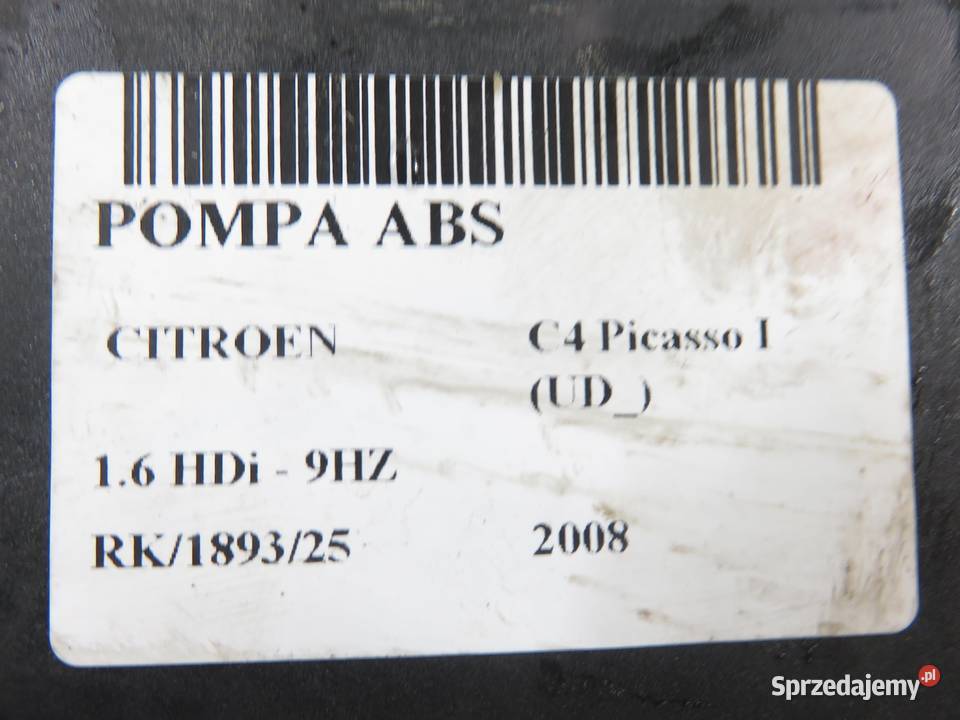 POMPA ABS
CITROEN C4 Picasso I
(UD_)
1.6 HDi - 9HZ
RK/1893/25 2008
Sprzedajemy.pl